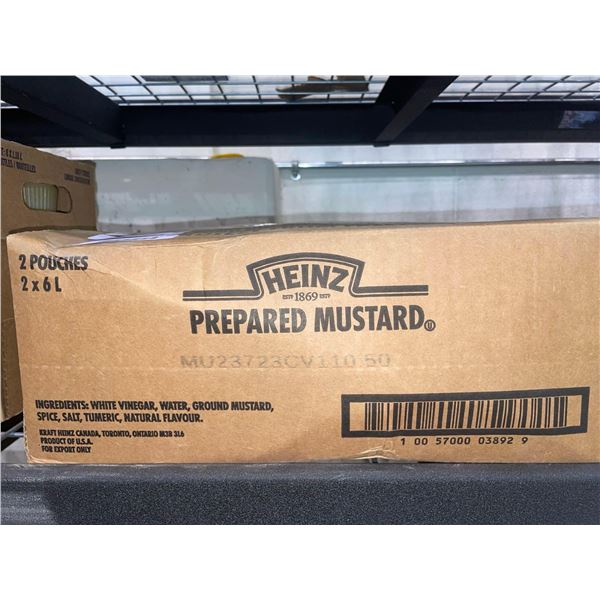 2 POUCHES
2 x 6 L
HEINZ
ESTD 1869 ESTD
PREPARED MUSTARD
MU23723CV110:50
INGREDIENTS: WHITE VINEGAR, WATER, GROUND MUSTARD,
SPICE, SALT, TUMERIC, NATURAL FLAVOUR.
KRAFT HEINZ CANADA, TORONTO, ONTARIO M3B 3L6
PRODUCT OF U.S.A.
FOR EXPORT ONLY
1 00 57000 03892 9